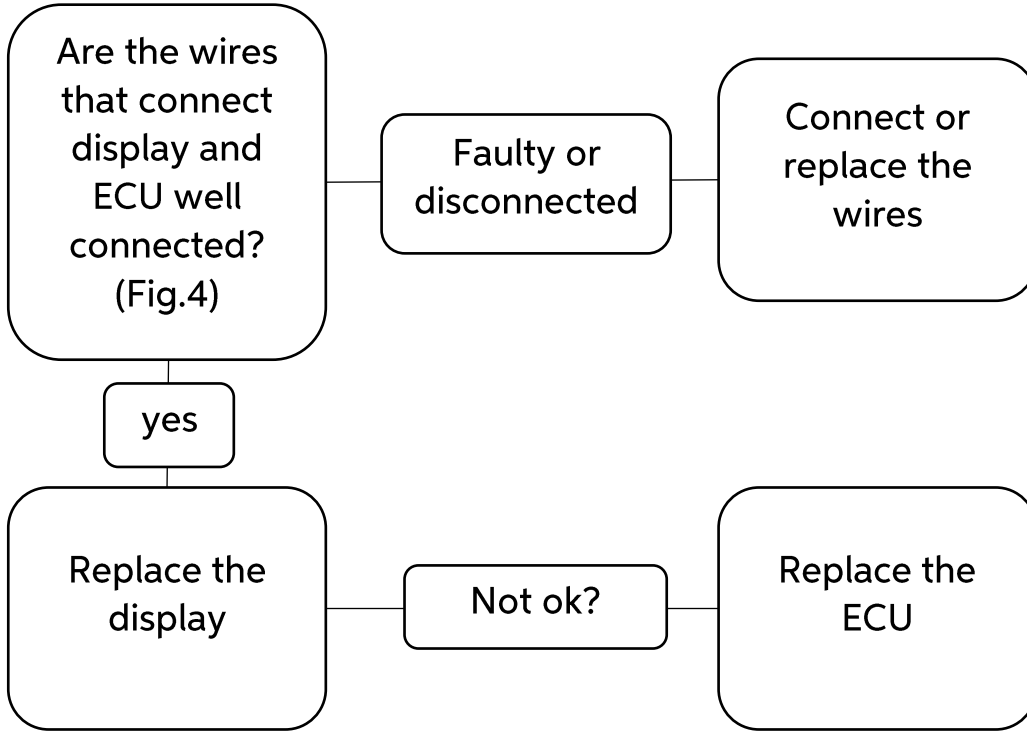 Are the wires
that connect
display and
ECU well
connected?
(Fig.4)
Faulty or
disconnected
Connect or
replace the
wires
yes
Replace the
display
Not ok?
Replace the
ECU